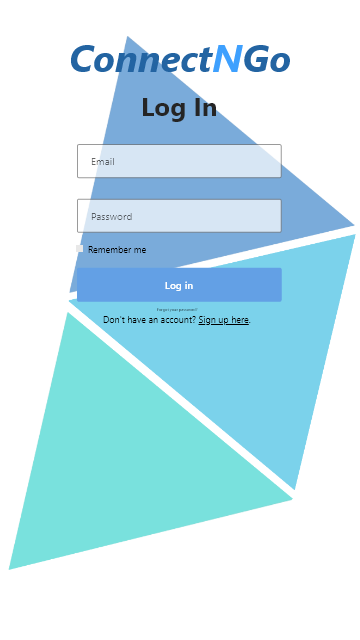 ConnectNGo
Log In
Email
Password
Remember me
Log in
Forgot your password?
Don't have an account? Sign up here.